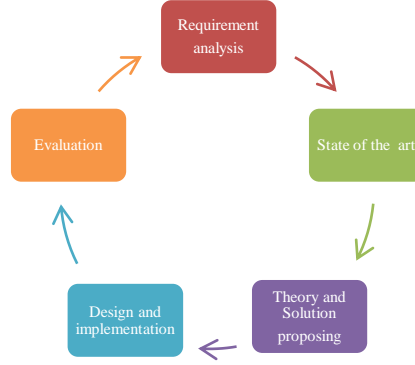 Requirement
analysis
State of the art
Theory and
Solution
proposing
Design and
implementation
Evaluation